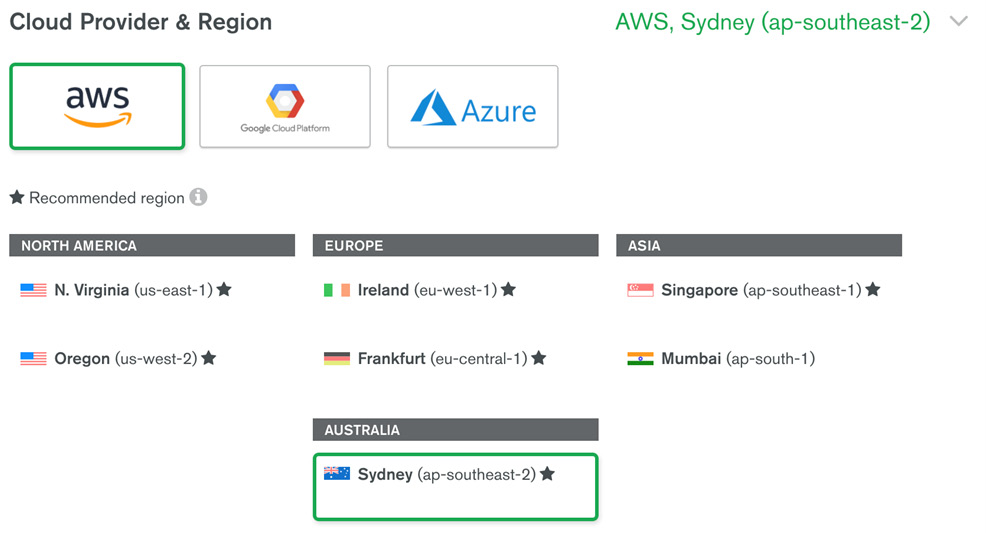 Cloud Provider & Region
AWS, Sydney (ap-southeast-2)
aws
Google Cloud Platform
Azure
Recommended region
NORTH AMERICA
EUROPE
ASIA
N. Virginia (us-east-1)
Ireland (eu-west-1)
Singapore (ap-southeast-1)
Oregon (us-west-2)
Frankfurt (eu-central-1)
Mumbai (ap-south-1)
AUSTRALIA
Sydney (ap-southeast-2)